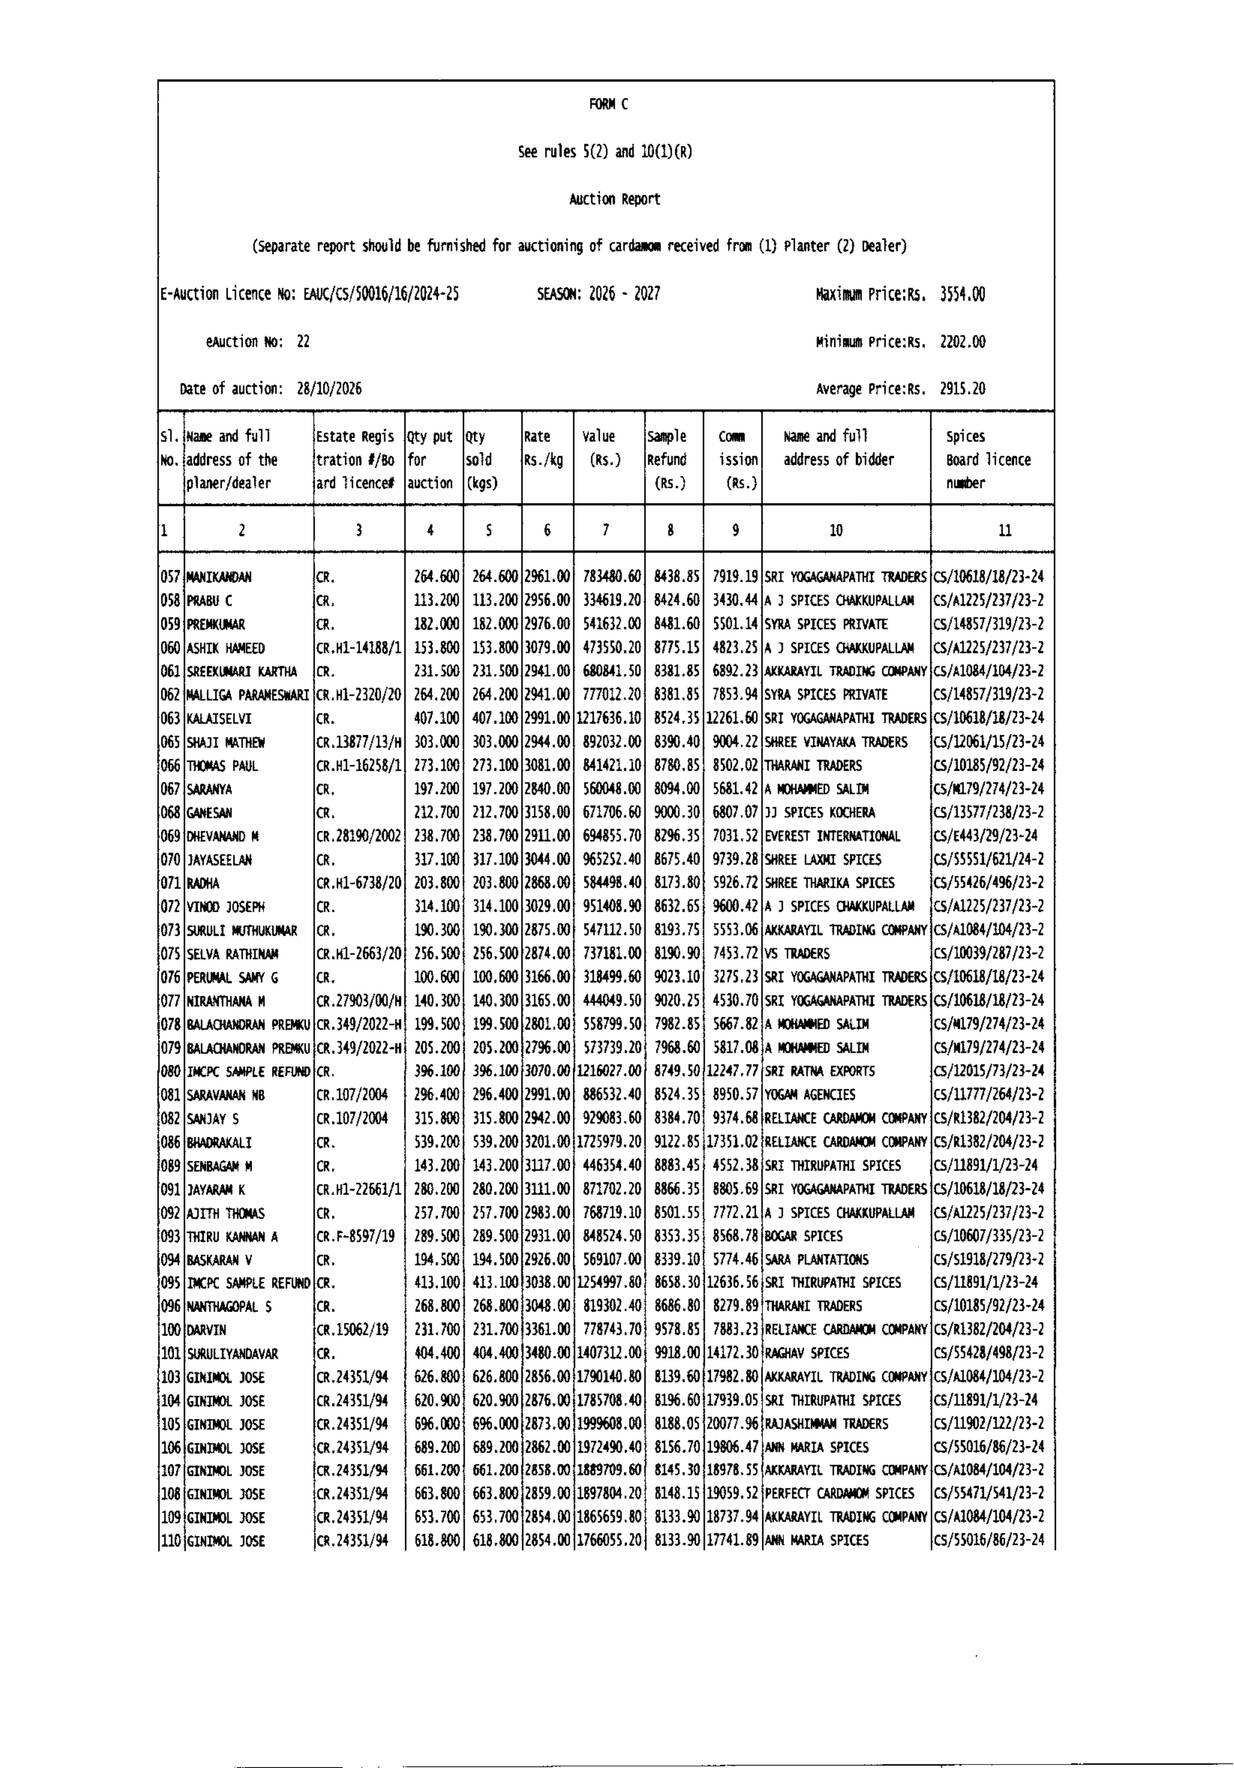 FORM C
See rules 5(2) and 10(1)(R)
Auction Report
(Separate report should be furnished for auctioning of cardamom received from (1) Planter (2) Dealer)
E-Auction Licence No: EAUC/CS/50016/16/2024-25 SEASON: 2026 - 2027 Maximum Price:Rs. 3554.00
eAuction No: 22 Minimum Price:Rs. 2202.00
Date of auction: 28/10/2026 Average Price:Rs. 2915.20
Sl. Name and full Estate Regis Qty put Qty Rate Value Sample Comm Name and full Spices
No. address of the tration #/Bo for sold Rs./kg (Rs.) Refund ission address of bidder Board licence
planer/dealer ard licence# auction (kgs) (Rs.) (Rs.) number
1 2 3 4 5 6 7 8 9 10 11
057 MANIKANDAN CR. 264.600 264.600 2961.00 783480.60 8438.85 7919.19 SRI YOGAGANAPATHI TRADERS CS/10618/18/23-24
058 PRABU C CR. 113.200 113.200 2956.00 334619.20 8424.60 3430.44 A J SPICES CHAKKUPALLAM CS/A1225/237/23-2
059 PREMKUMAR CR. 182.000 182.000 2976.00 541632.00 8481.60 5501.14 SYRA SPICES PRIVATE CS/14857/319/23-2
060 ASHIK HAMEED CR.H1-14188/1 153.800 153.800 3079.00 473550.20 8775.15 4823.25 A J SPICES CHAKKUPALLAM CS/A1225/237/23-2
061 SREEKUMARI KARTHA CR. 231.500 231.500 2941.00 680841.50 8381.85 6892.23 AKKARAYIL TRADING COMPANY CS/A1084/104/23-2
062 MALLIGA PARAMESWARI CR.H1-2320/20 264.200 264.200 2941.00 777012.20 8381.85 7853.94 SYRA SPICES PRIVATE CS/14857/319/23-2
063 KALAISELVI CR. 407.100 407.100 2991.00 1217636.10 8524.35 12261.60 SRI YOGAGANAPATHI TRADERS CS/10618/18/23-24
065 SHAJI MATHEW CR.13877/13/H 303.000 303.000 2944.00 892032.00 8390.40 9004.22 SHREE VINAYAKA TRADERS CS/12061/15/23-24
066 THOMAS PAUL CR.H1-16258/1 273.100 273.100 3081.00 841421.10 8780.85 8502.02 THARANI TRADERS CS/10185/92/23-24
067 SARANYA CR. 197.200 197.200 2840.00 560048.00 8094.00 5681.42 A MOHAMMED SALIM CS/M179/274/23-24
068 GANESAN CR. 212.700 212.700 3158.00 671706.60 9000.30 6807.07 JJ SPICES KOCHERA CS/13577/238/23-2
069 DHEVANAND M CR.28190/2002 238.700 238.700 2911.00 694855.70 8296.35 7031.52 EVEREST INTERNATIONAL CS/E443/29/23-24
070 JAYASEELAN CR. 317.100 317.100 3044.00 965252.40 8675.40 9739.28 SHREE LAXMI SPICES CS/55551/621/24-2
071 RADHA CR.H1-6738/20 203.800 203.800 2868.00 584498.40 8173.80 5926.72 SHREE THARIKA SPICES CS/55426/496/23-2
072 VINOD JOSEPH CR. 314.100 314.100 3029.00 951408.90 8632.65 9600.42 A J SPICES CHAKKUPALLAM CS/A1225/237/23-2
073 SURULI MUTHUKUMAR CR. 190.300 190.300 2875.00 547112.50 8193.75 5553.06 AKKARAYIL TRADING COMPANY CS/A1084/104/23-2
075 SELVA RATHINAM CR.H1-2663/20 256.500 256.500 2874.00 737181.00 8190.90 7453.72 VS TRADERS CS/10039/287/23-2
076 PERUMAL SAMY G CR. 100.600 100.600 3166.00 318499.60 9023.10 3275.23 SRI YOGAGANAPATHI TRADERS CS/10618/18/23-24
077 NIRANTHANA M CR.27903/00/H 140.300 140.300 3165.00 444049.50 9020.25 4530.70 SRI YOGAGANAPATHI TRADERS CS/10618/18/23-24
078 BALACHANDRAN PREMKU CR.349/2022-H 199.500 199.500 2801.00 558799.50 7982.85 5667.82 A MOHAMMED SALIM CS/M179/274/23-24
079 BALACHANDRAN PREMKU CR.349/2022-H 205.200 205.200 2796.00 573739.20 7968.60 5817.08 A MOHAMMED SALIM CS/M179/274/23-24
080 IMCPC SAMPLE REFUND CR. 396.100 396.100 3070.00 1216027.00 8749.50 12247.77 SRI RATNA EXPORTS CS/12015/73/23-24
081 SARAVANAN NB CR.107/2004 296.400 296.400 2991.00 886532.40 8524.35 8950.57 YOGAM AGENCIES CS/11777/264/23-2
082 SANJAY S CR.107/2004 315.800 315.800 2942.00 929083.60 8384.70 9374.68 RELIANCE CARDAMOM COMPANY CS/R1382/204/23-2
086 BHADRAKALI CR. 539.200 539.200 3201.00 1725979.20 9122.85 17351.02 RELIANCE CARDAMOM COMPANY CS/R1382/204/23-2
089 SENBAGAM M CR. 143.200 143.200 3117.00 446354.40 8883.45 4552.38 SRI THIRUPATHI SPICES CS/11891/1/23-24
091 JAYARAM K CR.H1-22661/1 280.200 280.200 3111.00 871702.20 8866.35 8805.69 SRI YOGAGANAPATHI TRADERS CS/10618/18/23-24
092 AJITH THOMAS CR. 257.700 257.700 2983.00 768719.10 8501.55 7772.21 A J SPICES CHAKKUPALLAM CS/A1225/237/23-2
093 THIRU KANNAN A CR.F-8597/19 289.500 289.500 2931.00 848524.50 8353.35 8568.78 BOGAR SPICES CS/10607/335/23-2
094 BASKARAN V CR. 194.500 194.500 2926.00 569107.00 8339.10 5774.46 SARA PLANTATIONS CS/S1918/279/23-2
095 IMCPC SAMPLE REFUND CR. 413.100 413.100 3038.00 1254997.80 8658.30 12636.56 SRI THIRUPATHI SPICES CS/11891/1/23-24
096 NANTHAGOPAL S CR. 268.800 268.800 3048.00 819302.40 8686.80 8279.89 THARANI TRADERS CS/10185/92/23-24
100 DARVIN CR.15062/19 231.700 231.700 3361.00 778743.70 9578.85 7883.23 RELIANCE CARDAMOM COMPANY CS/R1382/204/23-2
101 SURULIYANDAVAR CR. 404.400 404.400 3480.00 1407312.00 9918.00 14172.30 RAGHAV SPICES CS/55428/498/23-2
103 GINIMOL JOSE CR.24351/94 626.800 626.800 2856.00 1790140.80 8139.60 17982.80 AKKARAYIL TRADING COMPANY CS/A1084/104/23-2
104 GINIMOL JOSE CR.24351/94 620.900 620.900 2876.00 1785708.40 8196.60 17939.05 SRI THIRUPATHI SPICES CS/11891/1/23-24
105 GINIMOL JOSE CR.24351/94 696.000 696.000 2873.00 1999608.00 8188.05 20077.96 RAJASHIMMAM TRADERS CS/11902/122/23-2
106 GINIMOL JOSE CR.24351/94 689.200 689.200 2862.00 1972490.40 8156.70 19806.47 ANN MARIA SPICES CS/55016/86/23-24
107 GINIMOL JOSE CR.24351/94 661.200 661.200 2858.00 1889709.60 8145.30 18978.55 AKKARAYIL TRADING COMPANY CS/A1084/104/23-2
108 GINIMOL JOSE CR.24351/94 663.800 663.800 2859.00 1897804.20 8148.15 19059.52 PERFECT CARDAMOM SPICES CS/55471/541/23-2
109 GINIMOL JOSE CR.24351/94 653.700 653.700 2854.00 1865659.80 8133.90 18737.94 AKKARAYIL TRADING COMPANY CS/A1084/104/23-2
110 GINIMOL JOSE CR.24351/94 618.800 618.800 2854.00 1766055.20 8133.90 17741.89 ANN MARIA SPICES CS/55016/86/23-24